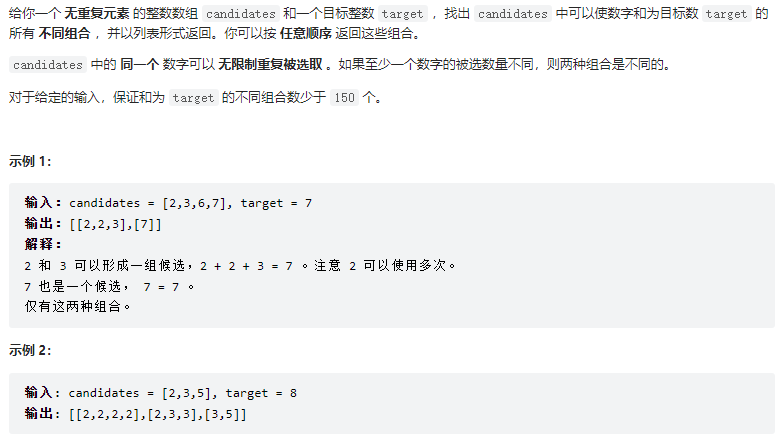 给你一个 无重复元素 的整数数组 candidates 和一个目标整数 target ，找出 candidates 中可以使数字和为目标数 target 的
所有 不同组合 ，并以列表形式返回。你可以按 任意顺序 返回这些组合。
candidates 中的 同一个 数字可以 无限制重复被选取 。如果至少一个数字的被选数量不同，则两种组合是不同的。
对于给定的输入，保证和为 target 的不同组合数少于 150 个。
示例 1：
输入：candidates = [2,3,6,7], target = 7
输出：[[2,2,3],[7]]
解释：
2 和 3 可以形成一组候选，2 + 2 + 3 = 7 。注意 2 可以使用多次。
7 也是一个候选， 7 = 7 。
仅有这两种组合。
示例 2：
输入：candidates = [2,3,5], target = 8
输出：[[2,2,2,2],[2,3,3],[3,5]]